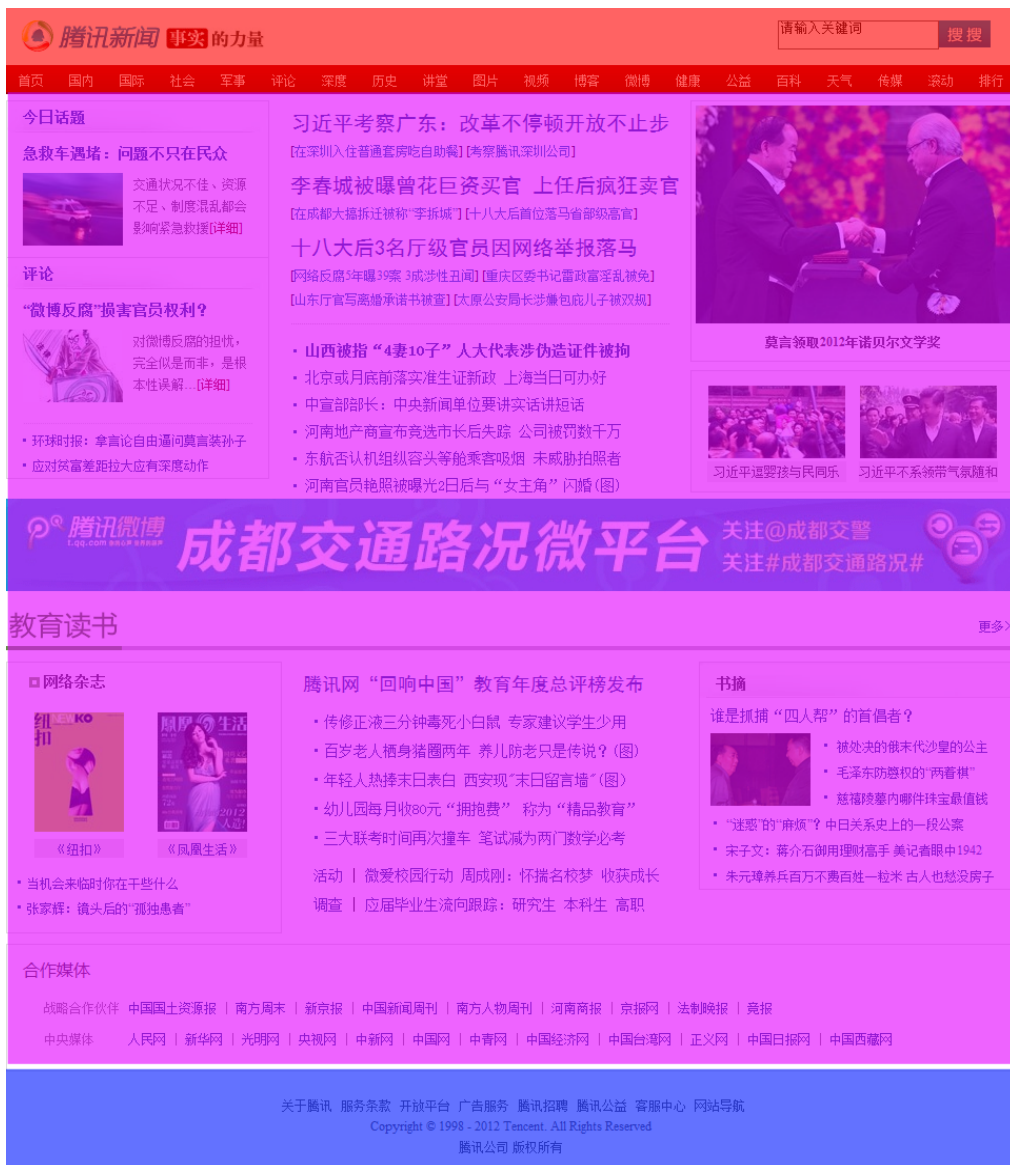 腾讯新闻 事实的力量
请输入关键词
搜搜
首页 国内 国际 社会 军事 评论 深度 历史 讲堂 图片 视频 博客 微博 健康 公益 百科 天气 传媒 滚动 排行
今日话题
急救车遇堵：问题不只在民众
交通状况不佳、资源
不足、制度混乱都会
影响紧急救援[详细]
评论
“微博反腐”损害官员权利？
对微博反腐的担忧，
完全似是而非，是根
本性误解...[详细]
· 环球时报：拿言论自由逼问莫言装孙子
· 应对贫富差距拉大应有深度动作
习近平考察广东：改革不停顿开放不止步
[在深圳入住普通套房吃自助餐] [考察腾讯深圳公司]
李春城被曝曾花巨资买官 上任后疯狂卖官
[在成都大搞拆迁被称“李拆城”] [十八大后首位落马省部级高官]
十八大后3名厅级官员因网络举报落马
[网络反腐5年曝39案 3成涉性丑闻] [重庆区委书记雷政富淫乱被免]
[山东厅官写离婚承诺书被查] [太原公安局长涉嫌包庇儿子被双规]
· 山西被指“4妻10子”人大代表涉伪造证件被拘
· 北京或月底前落实准生证新政 上海当日可办好
· 中宣部部长：中央新闻单位要讲实话讲短话
· 河南地产商宣布竞选市长后失踪 公司被罚数千万
· 东航否认机组纵容头等舱乘客吸烟 未威胁拍照者
· 河南官员艳照被曝光2日后与“女主角”闪婚(图)
莫言领取2012年诺贝尔文学奖
习近平逗婴孩与民同乐
习近平不系领带气氛随和
腾讯微博
t.qq.com
成都交通路况微平台
关注@成都交警
关注#成都交通路况#
教育读书
更多
网络杂志
纽扣
KO
凤凰生活
2012
《纽扣》
《凤凰生活》
· 当机会来临时你在干些什么
· 张家辉：镜头后的“孤独患者”
腾讯网“回响中国”教育年度总评榜发布
· 传修正液三分钟毒死小白鼠 专家建议学生少用
· 百岁老人栖身猪圈两年 养儿防老只是传说？(图)
· 年轻人热捧末日表白 西安现"末日留言墙"(图)
· 幼儿园每月收80元“拥抱费” 称为“精品教育”
· 三大联考时间再次撞车 笔试减为两门数学必考
活动 | 微爱校园行动 周成刚：怀揣名校梦 收获成长
调查 | 应届毕业生流向跟踪：研究生 本科生 高职
书摘
谁是抓捕“四人帮”的首倡者？
· 被处决的俄末代沙皇的公主
· 毛泽东防篡权的“两着棋”
· 慈禧陵墓内哪件珠宝最值钱
· “迷惑”的“麻烦”？中日关系史上的一段公案
· 宋子文：蒋介石御用理财高手 美记者眼中1942
· 朱元璋养兵百万不费百姓一粒米 古人也愁没房子
合作媒体
战略合作伙伴 中国国土资源报 | 南方周末 | 新京报 | 中国新闻周刊 | 南方人物周刊 | 河南商报 | 京报网 | 法制晚报 | 竞报
中央媒体 人民网 | 新华网 | 光明网 | 央视网 | 中新网 | 中国网 | 中青网 | 中国经济网 | 中国台湾网 | 正义网 | 中国日报网 | 中国西藏网
关于腾讯 服务条款 开放平台 广告服务 腾讯招聘 腾讯公益 客服中心 网站导航
Copyright © 1998 - 2012 Tencent. All Rights Reserved
腾讯公司 版权所有